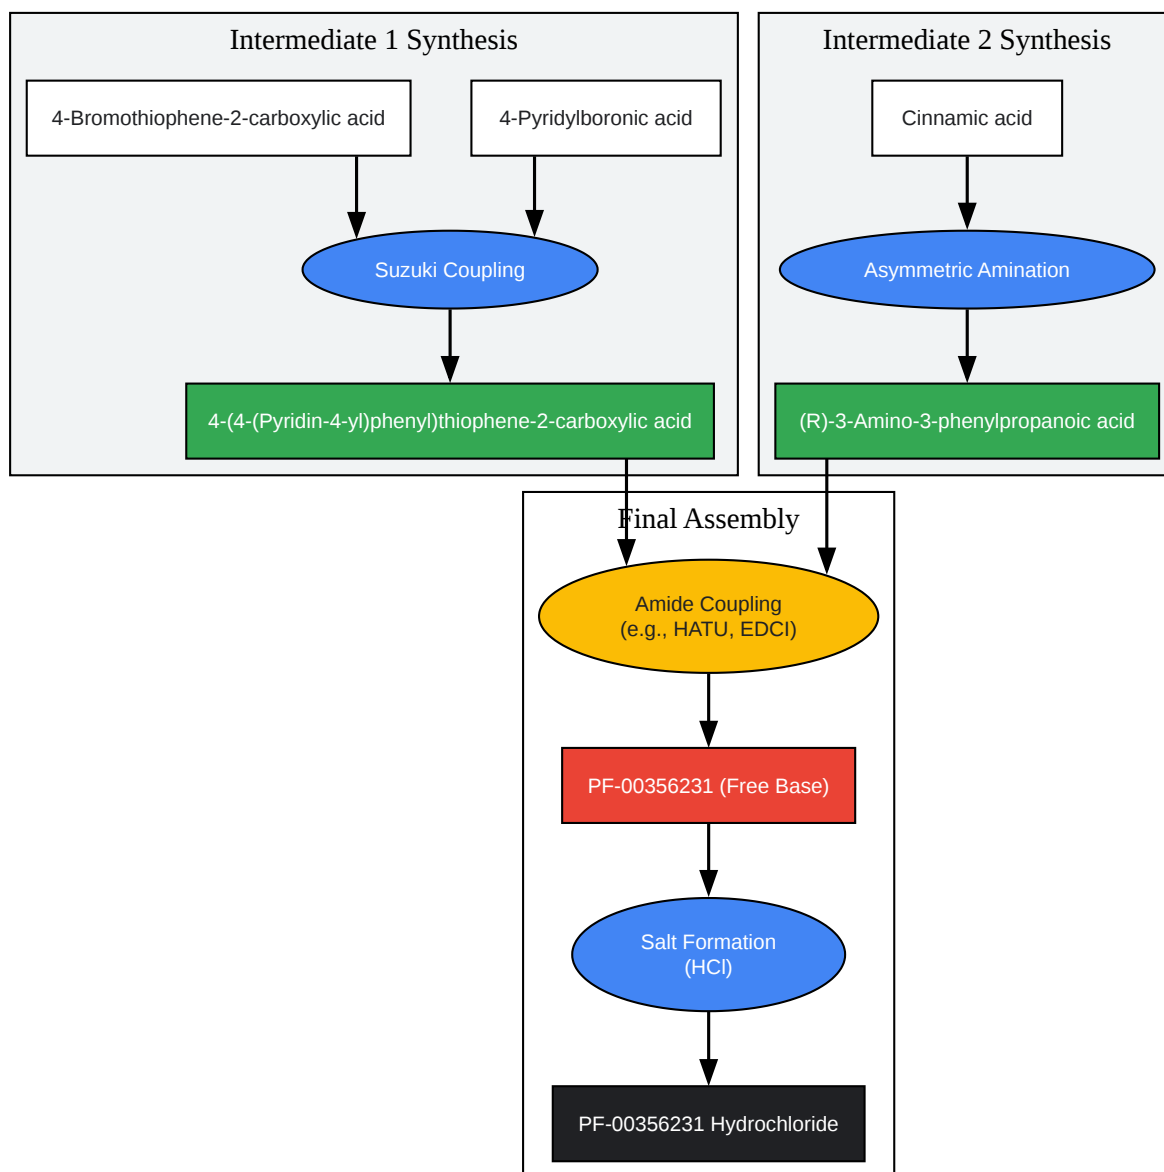 Intermediate 1 Synthesis
Intermediate 2 Synthesis
4-Bromothiophene-2-carboxylic acid
4-Pyridylboronic acid
Cinnamic acid
Suzuki Coupling
Asymmetric Amination
4-(4-(Pyridin-4-yl)phenyl)thiophene-2-carboxylic acid
(R)-3-Amino-3-phenylpropanoic acid
Final Assembly
Amide Coupling
(e.g., HATU, EDCI)
PF-00356231 (Free Base)
Salt Formation
(HCl)
PF-00356231 Hydrochloride